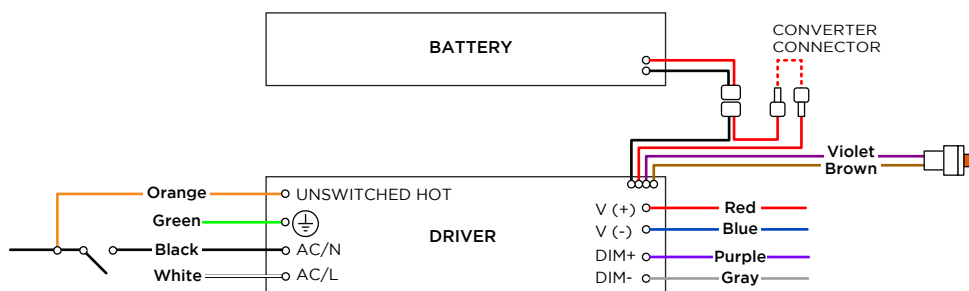 BATTERY
CONVERTER
CONNECTOR
Violet
Brown
Orange
UNSWITCHED HOT
Green
Black
AC/N
White
AC/L
DRIVER
V (+)
Red
V (-)
Blue
DIM+
Purple
DIM-
Gray